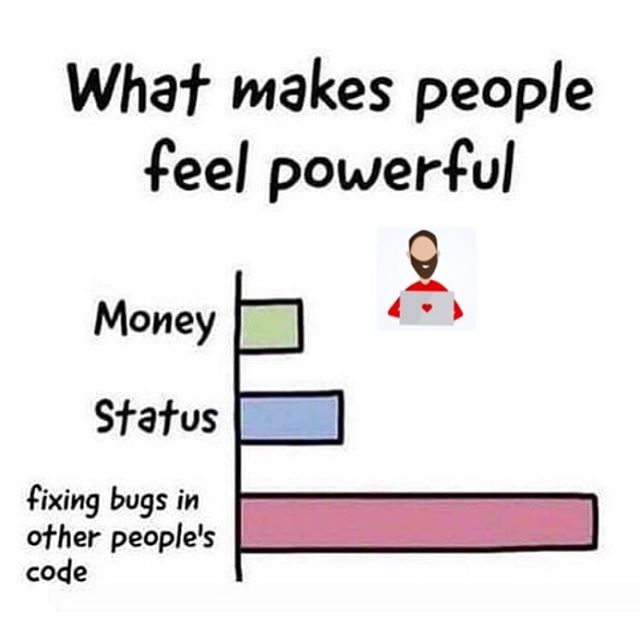 What makes people
feel powerful
Money
Status
fixing bugs in
other people's
code